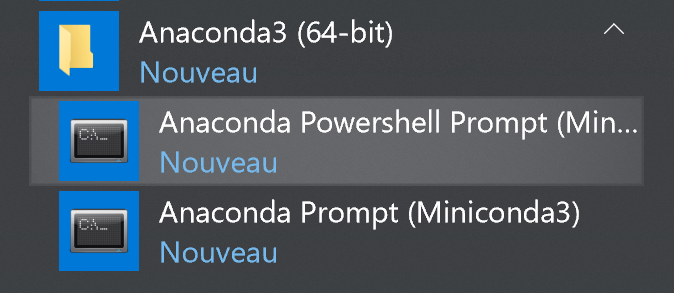 Anaconda3 (64-bit)
Nouveau
Anaconda Powershell Prompt (Min...
Nouveau
Anaconda Prompt (Miniconda3)
Nouveau